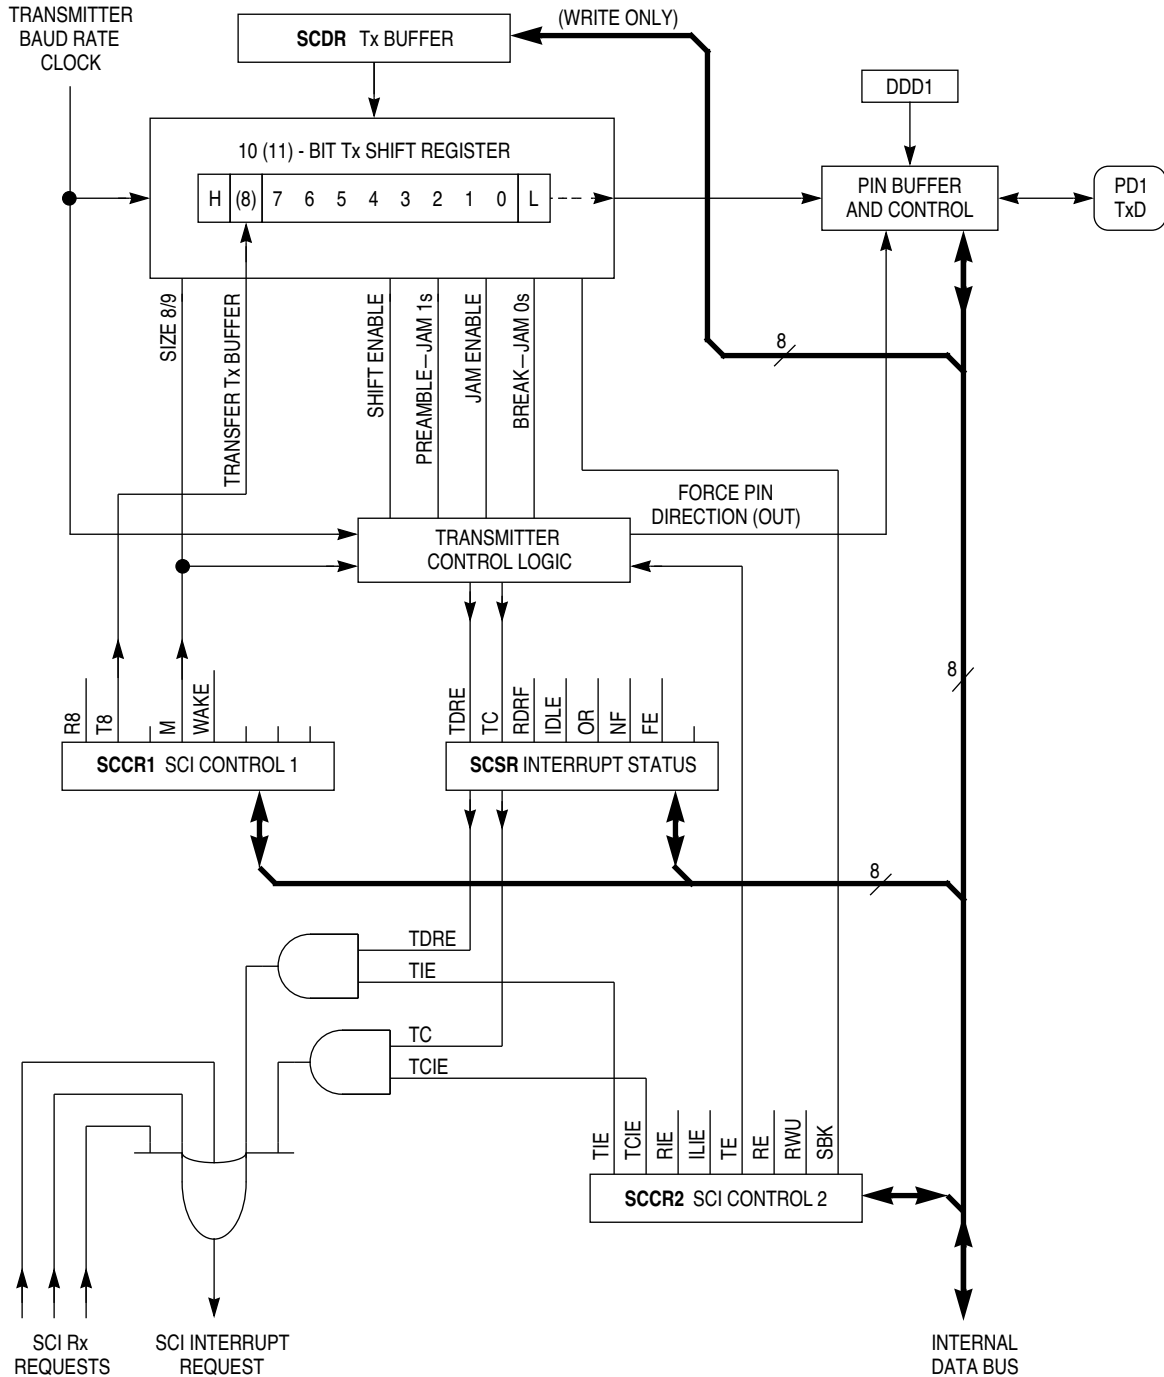 TRANSMITTER
BAUD RATE
CLOCK
SCDR Tx BUFFER
(WRITE ONLY)
DDD1
10 (11) - BIT Tx SHIFT REGISTER
H (8) 7 6 5 4 3 2 1 0 L
PIN BUFFER
AND CONTROL
PD1
TxD
SIZE 8/9
TRANSFER Tx BUFFER
SHIFT ENABLE
PREAMBLE—JAM 1s
JAM ENABLE
BREAK—JAM 0s
8
FORCE PIN
DIRECTION (OUT)
TRANSMITTER
CONTROL LOGIC
8
R8
T8
M
WAKE
TDRE
TC
RDRF
IDLE
OR
NF
FE
SCCR1 SCI CONTROL 1
SCSR INTERRUPT STATUS
8
TDRE
TIE
TC
TCIE
TIE
TCIE
RIE
ILIE
TE
RE
RWU
SBK
SCCR2 SCI CONTROL 2
SCI Rx
REQUESTS
SCI INTERRUPT
REQUEST
INTERNAL
DATA BUS